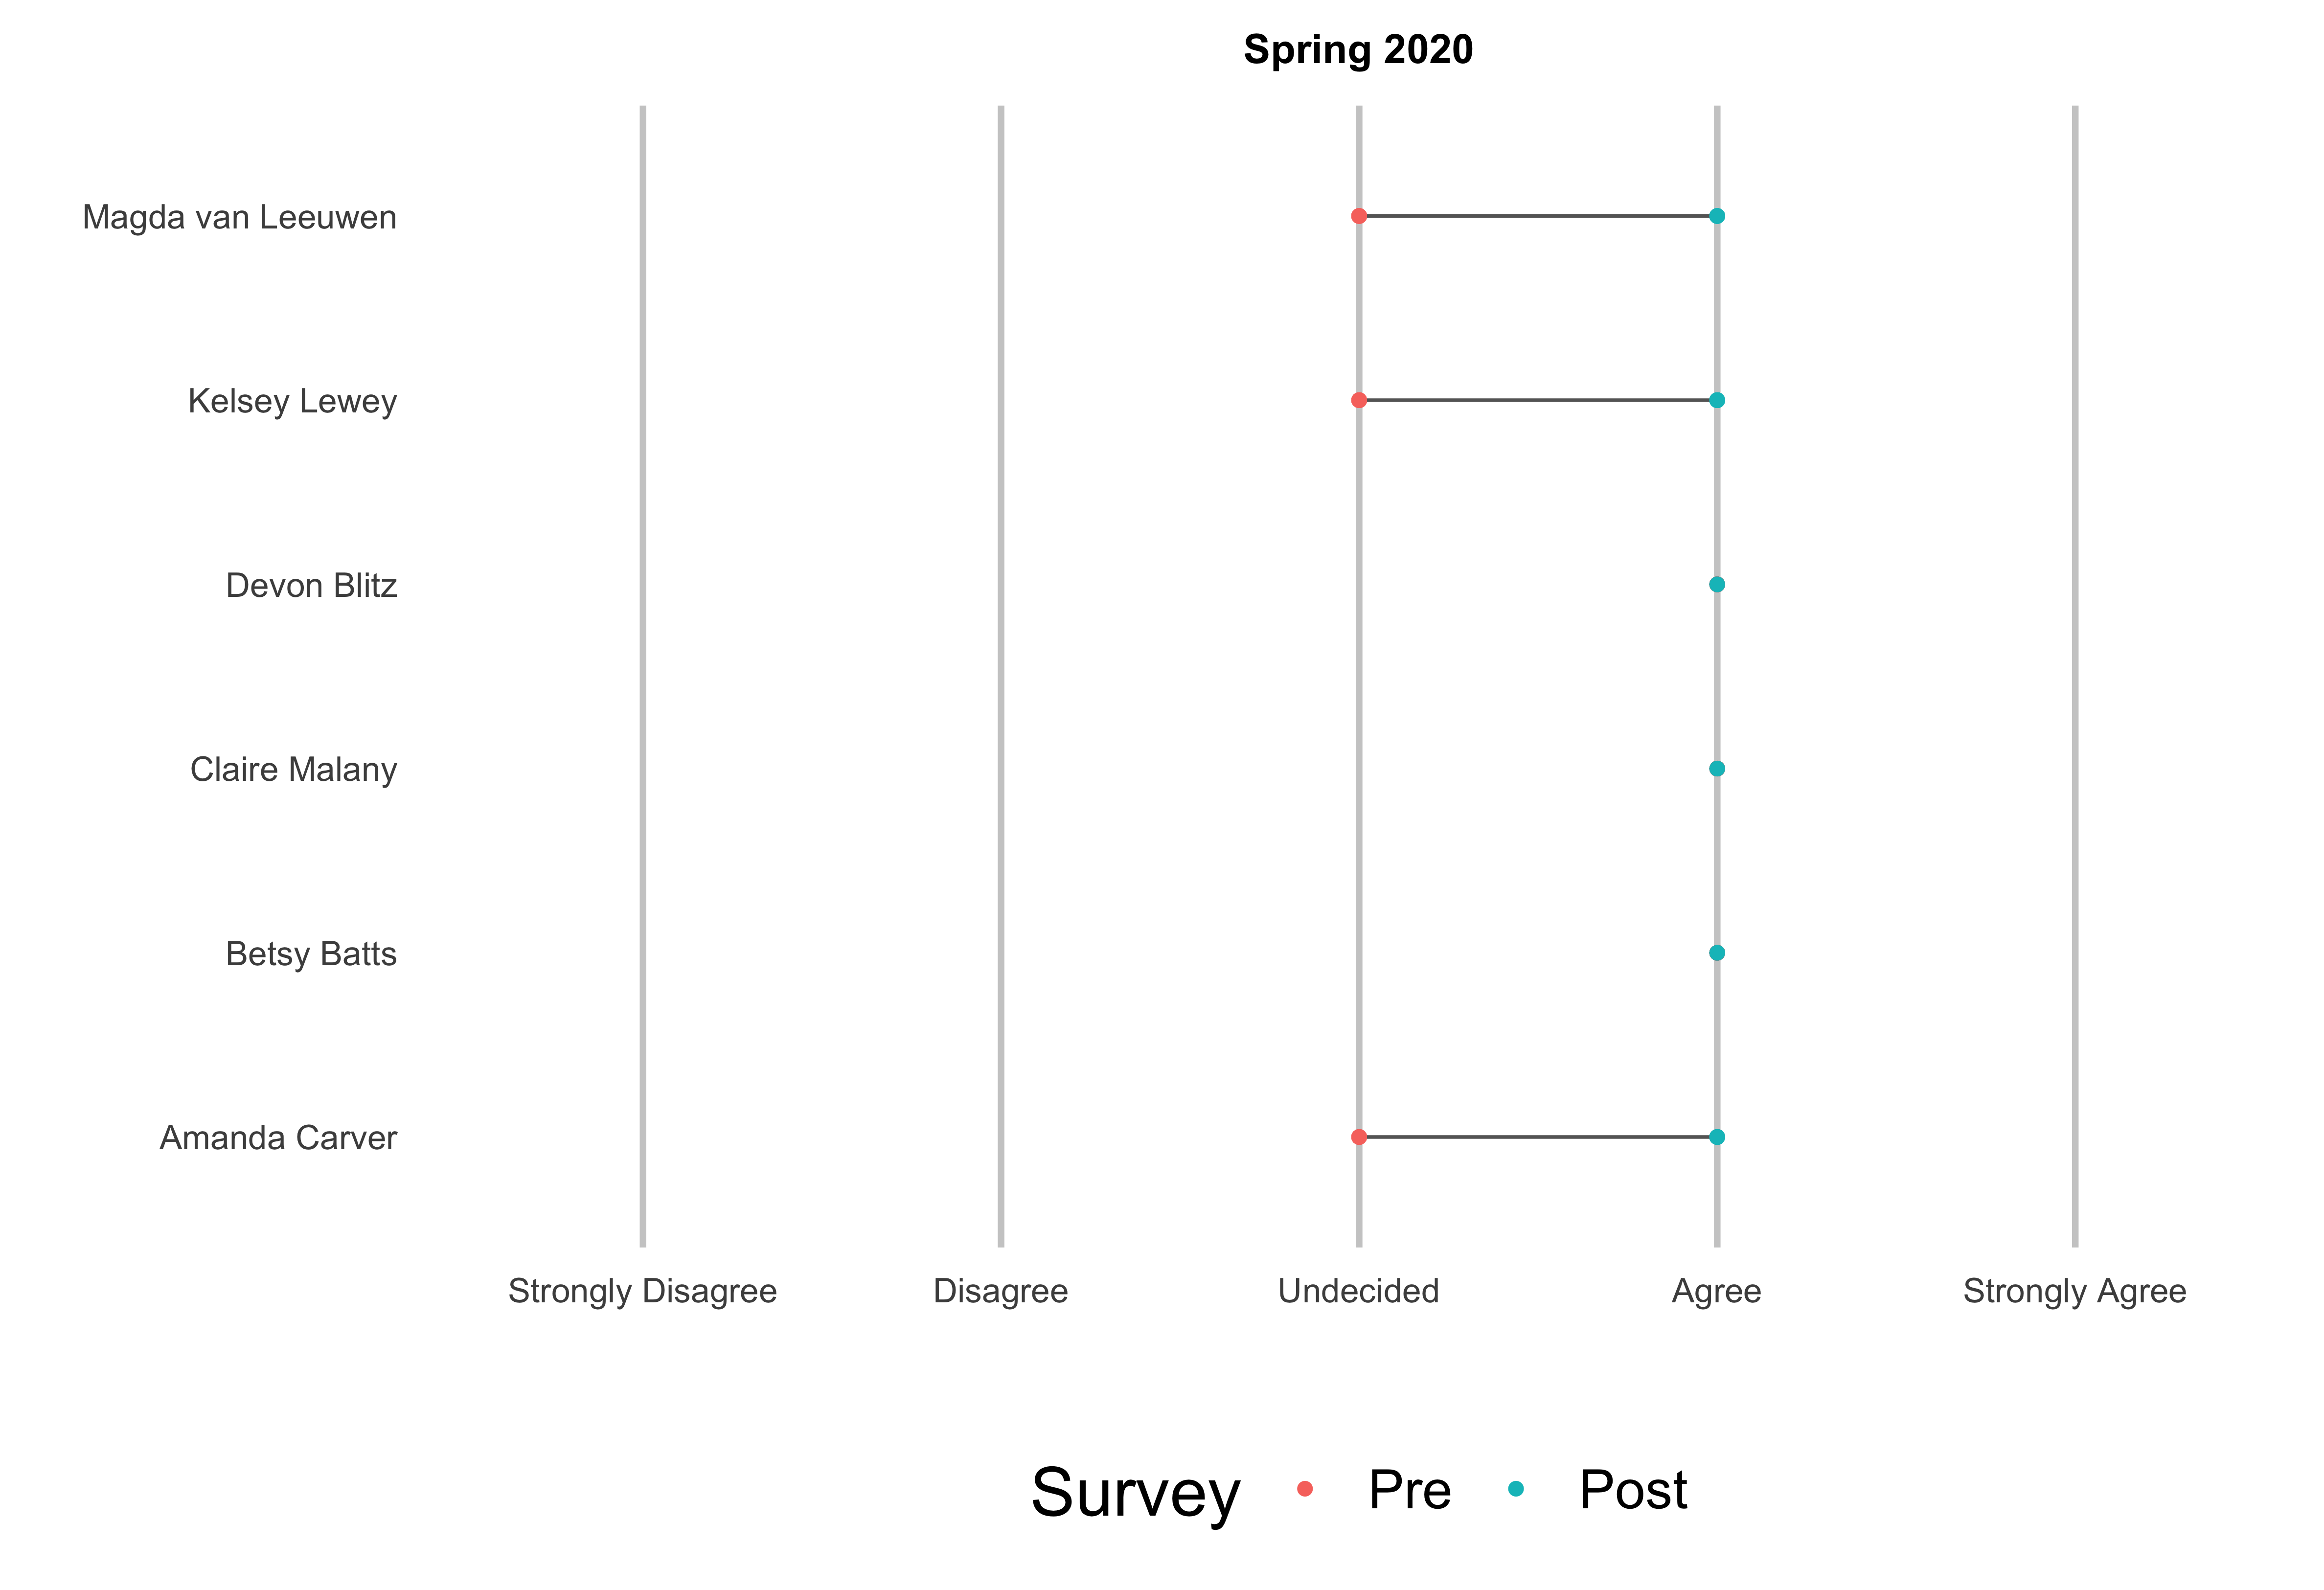 Spring 2020
Magda van Leeuwen
Kelsey Lewey
Devon Blitz
Claire Malany
Betsy Batts
Amanda Carver
Strongly Disagree Disagree Undecided Agree Strongly Agree
Survey Pre Post